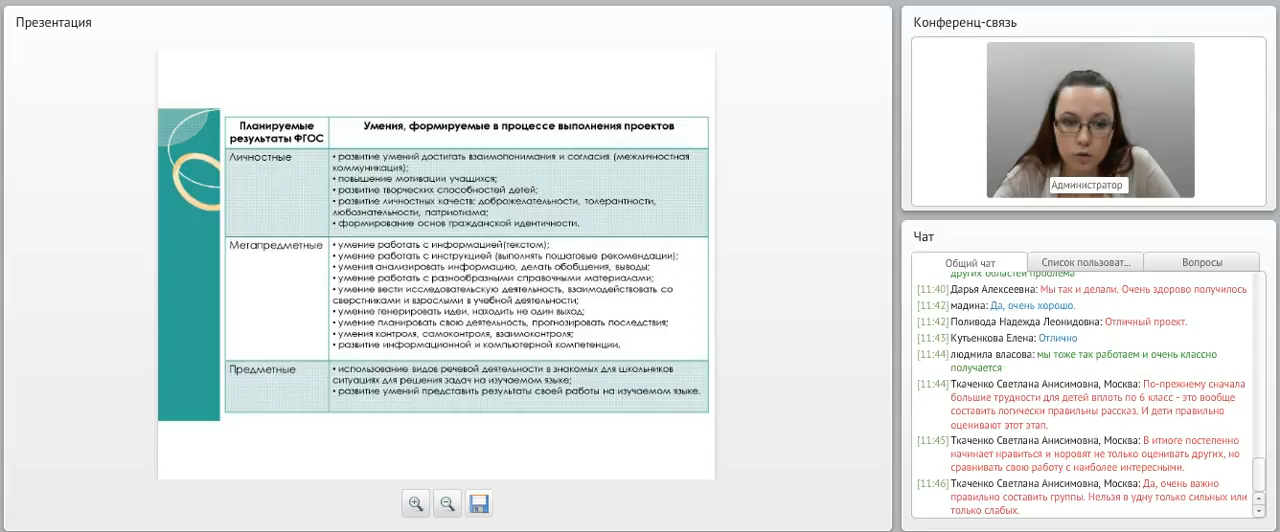 Презентация
Планируемые
результаты ФГОС
Умения, формируемые в процессе выполнения проектов
Личностные
• развитие умений достигать взаимопонимания и согласия (межличностная
коммуникация);
• повышение мотивации учащихся;
• развитие творческих способностей детей;
• развитие личностных качеств: доброжелательности, толерантности,
любознательности, патриотизма;
• формирование основ гражданской идентичности.
Метапредметные
• умение работать с информацией(текстом);
• умение работать с инструкцией (выполнять пошаговые рекомендации);
• умения анализировать информацию, делать обобщения, выводы;
• умение работать с разнообразными справочными материалами;
• умение вести исследовательскую деятельность, взаимодействовать со
сверстниками и взрослыми в учебной деятельности;
• умение генерировать идеи, находить не один выход;
• умение планировать свою деятельность, прогнозировать последствия;
• умения контроля, самоконтроля, взаимоконтроля;
• развитие информационной и компьютерной компетенции.
Предметные
• использование видов речевой деятельности в знакомых для школьников
ситуациях для решения задач на изучаемом языке;
• развитие умений представить результаты своей работы на изучаемом языке.
Конференц-связь
Администратор
Чат
Общий чат
Список пользоват...
Вопросы
других областей проблема
[11:40] Дарья Алексеевна: Мы так и делали. Очень здорово получилось
[11:42] мадина: Да, очень хорошо.
[11:42] Поливода Надежда Леонидовна: Отличный проект.
[11:43] Кутьенкова Елена: Отлично
[11:44] людмила власова: мы тоже так работаем и очень классно
получается
[11:44] Ткаченко Светлана Анисимовна, Москва: По-прежнему сначала
большие трудности для детей вплоть по 6 класс - это вообще
составить логически правильны рассказ. И дети правильно
оценивают этот этап.
[11:45] Ткаченко Светлана Анисимовна, Москва: В итиоге постепенно
начинает нравиться и норовят не только оценивать других, но
сравнивать свою работу с наиболее интересными.
[11:46] Ткаченко Светлана Анисимовна, Москва: Да, очень важно
правильно составить группы. Нельзя в удну только сильных или
только слабых.